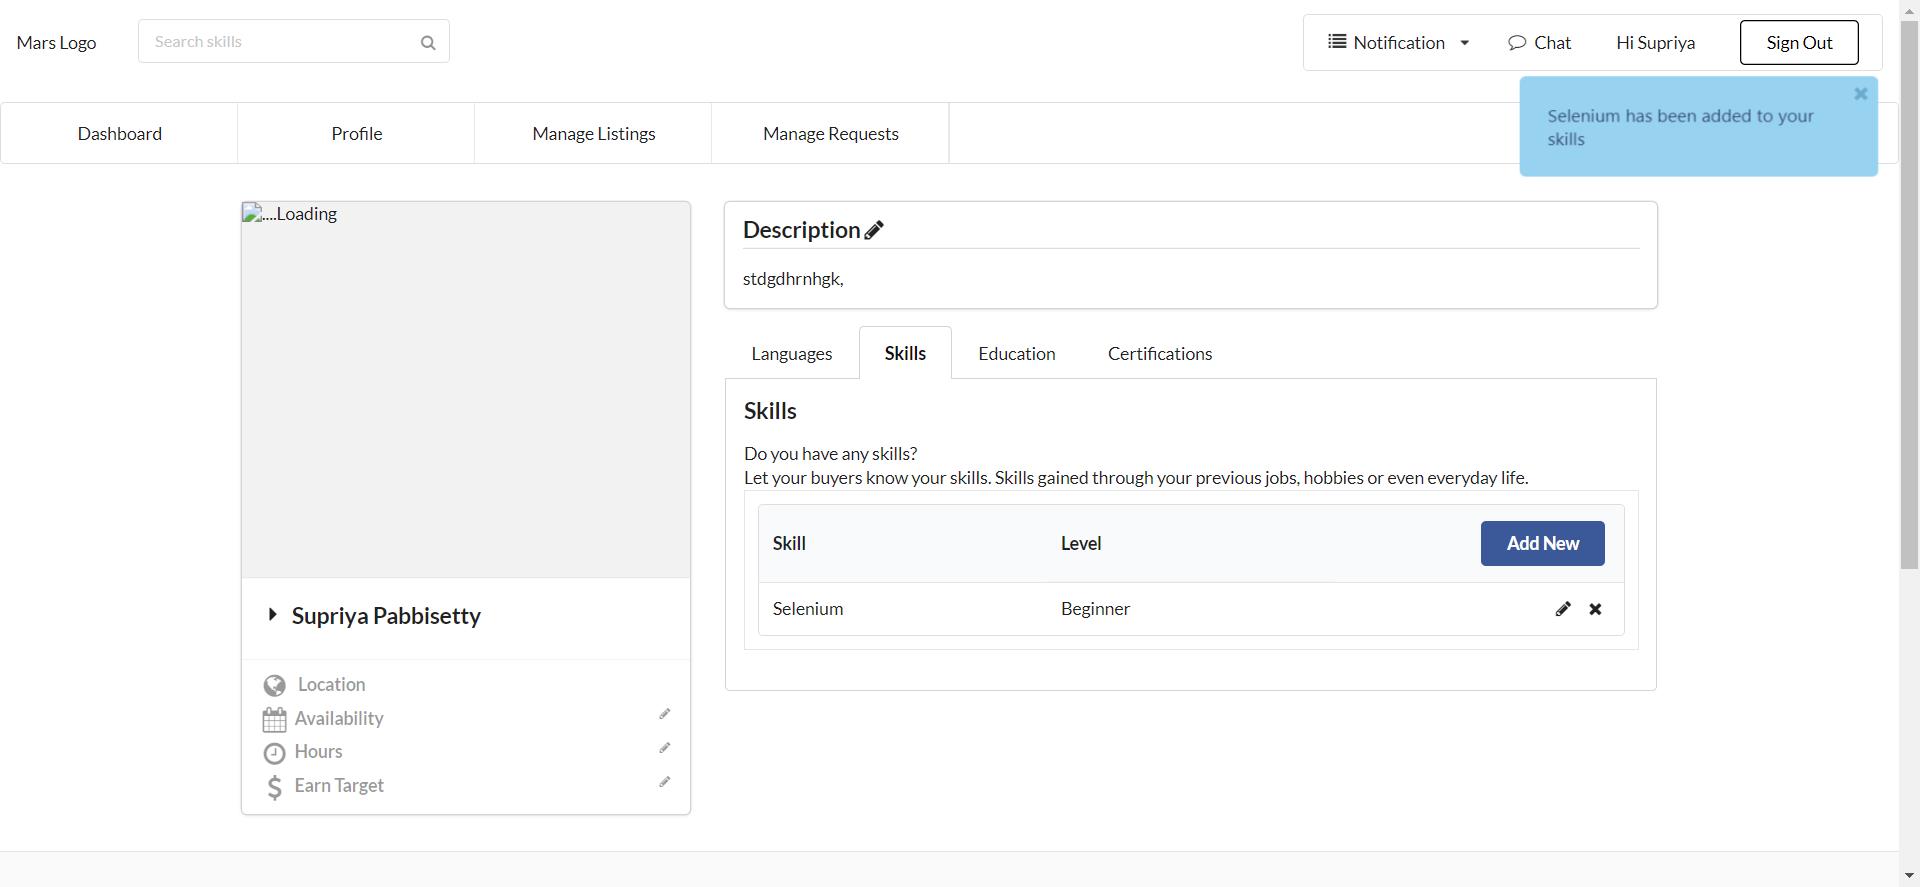 Mars Logo
Search skills
Notification
Chat
Hi Supriya
Sign Out
Selenium has been added to your
skills
Dashboard
Profile
Manage Listings
Manage Requests
....Loading
Supriya Pabbisetty
Location
Availability
Hours
Earn Target
Description
stdgdhrnhgk,
Languages
Skills
Education
Certifications
Skills
Do you have any skills?
Let your buyers know your skills. Skills gained through your previous jobs, hobbies or even everyday life.
Skill Level Add New
Selenium Beginner